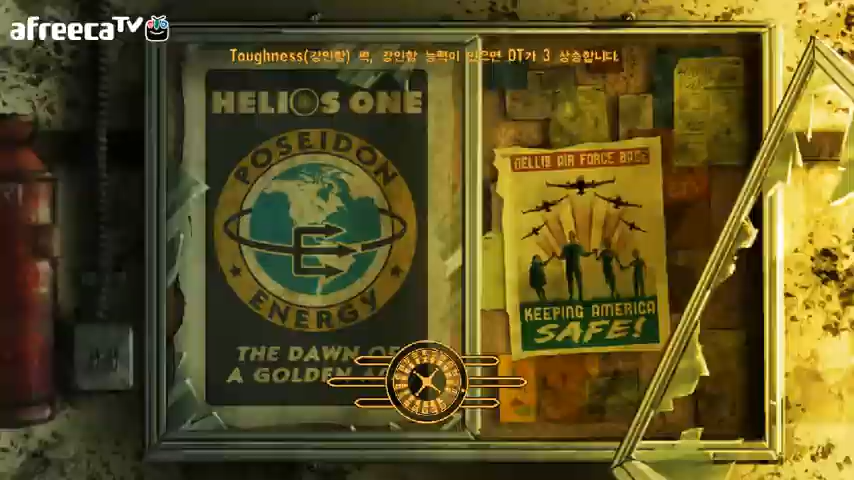 afreecaTV
Toughness(강인함) 퍽, 강인함 능력이 있으면 DT가 3 상승합니다.
HELIOS ONE
POSEIDON
ENERGY
THE DAWN OF
A GOLDEN
NELLIS AIR FORCE BASE
KEEPING AMERICA
SAFE!